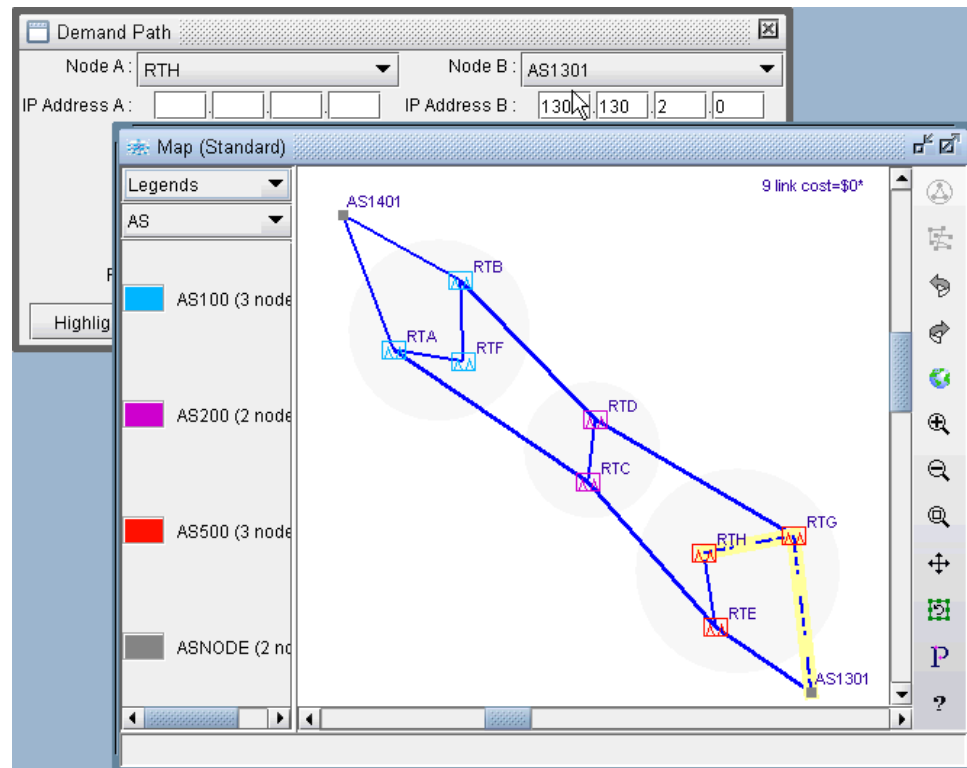 Demand Path
Node A : RTH Node B : AS1301
IP Address A : . . . IP Address B : 130 .130 .2 .0
Map (Standard)
Legends
AS
9 link cost=$0*
AS1401
RTB
AS100 (3 node
Highlig
RTA
RTF
AS200 (2 node
RTD
RTC
AS500 (3 node
RTG
RTH
RTE
ASNODE (2 no
AS1301
P
?